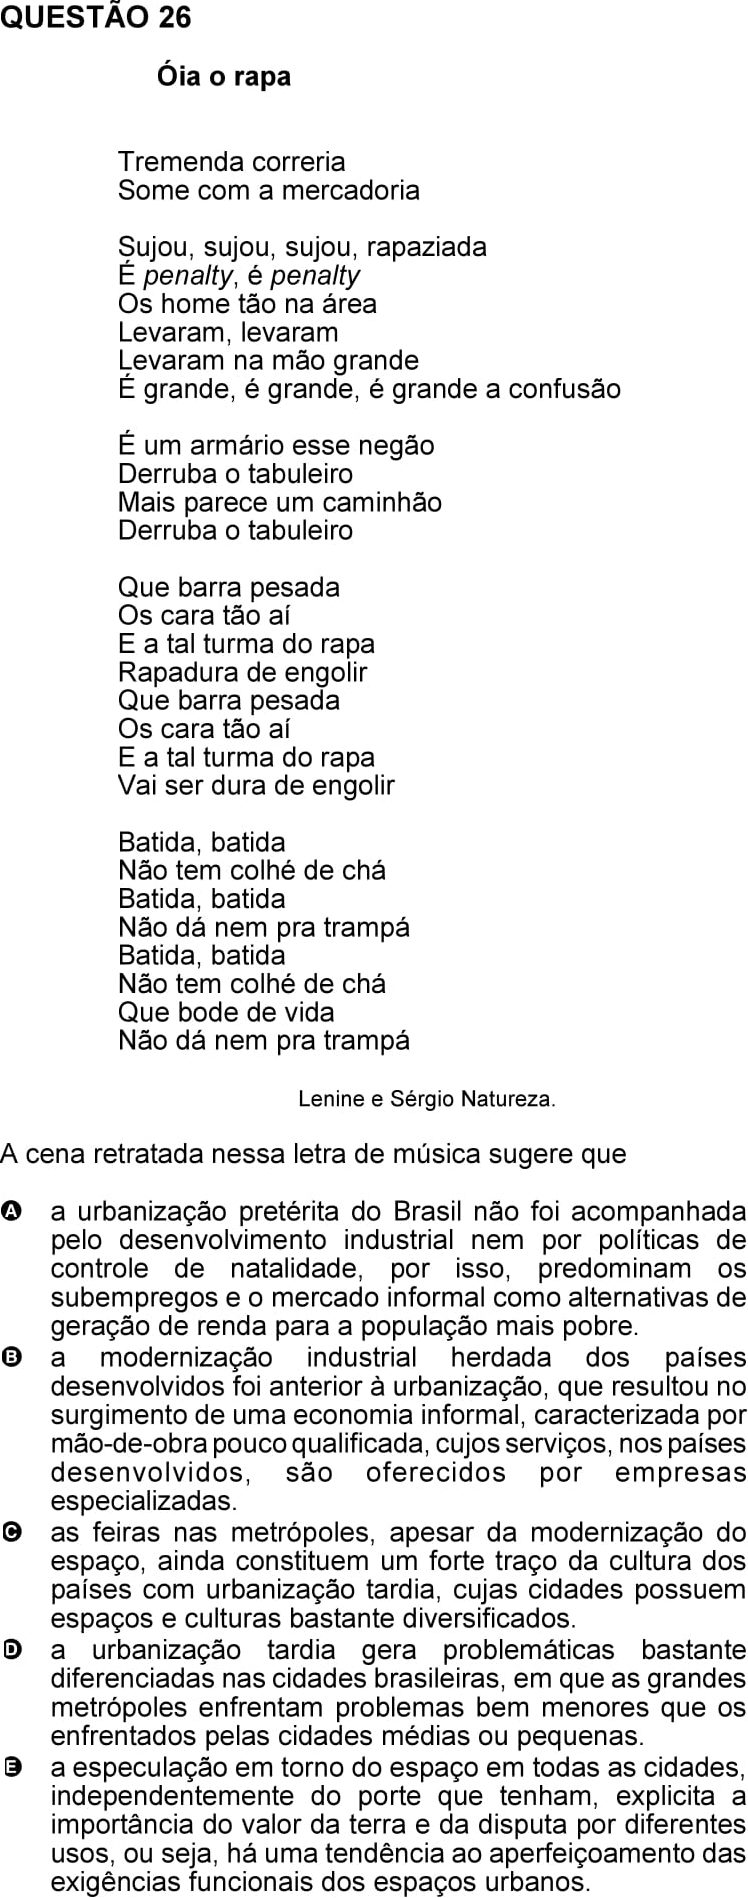 QUESTÃO 26
Óia o rapa
Tremenda correria
Some com a mercadoria
Sujou, sujou, sujou, rapaziada
É penalty, é penalty
Os home tão na área
Levaram, levaram
Levaram na mão grande
É grande, é grande, é grande a confusão
É um armário esse negão
Derruba o tabuleiro
Mais parece um caminhão
Derruba o tabuleiro
Que barra pesada
Os cara tão aí
E a tal turma do rapa
Rapadura de engolir
Que barra pesada
Os cara tão aí
E a tal turma do rapa
Vai ser dura de engolir
Batida, batida
Não tem colhé de chá
Batida, batida
Não dá nem pra trampá
Batida, batida
Não tem colhé de chá
Que bode de vida
Não dá nem pra trampá
Lenine e Sérgio Natureza.
A cena retratada nessa letra de música sugere que
A a urbanização pretérita do Brasil não foi acompanhada
pelo desenvolvimento industrial nem por políticas de
controle de natalidade, por isso, predominam os
subempregos e o mercado informal como alternativas de
geração de renda para a população mais pobre.
B a modernização industrial herdada dos países
desenvolvidos foi anterior à urbanização, que resultou no
surgimento de uma economia informal, caracterizada por
mão-de-obra pouco qualificada, cujos serviços, nos países
desenvolvidos, são oferecidos por empresas
especializadas.
C as feiras nas metrópoles, apesar da modernização do
espaço, ainda constituem um forte traço da cultura dos
países com urbanização tardia, cujas cidades possuem
espaços e culturas bastante diversificados.
D a urbanização tardia gera problemáticas bastante
diferenciadas nas cidades brasileiras, em que as grandes
metrópoles enfrentam problemas bem menores que os
enfrentados pelas cidades médias ou pequenas.
E a especulação em torno do espaço em todas as cidades,
independentemente do porte que tenham, explicita a
importância do valor da terra e da disputa por diferentes
usos, ou seja, há uma tendência ao aperfeiçoamento das
exigências funcionais dos espaços urbanos.